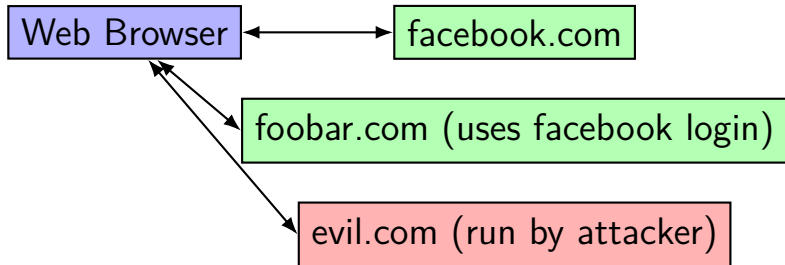 Web Browser
facebook.com
foobar.com (uses facebook login)
evil.com (run by attacker)